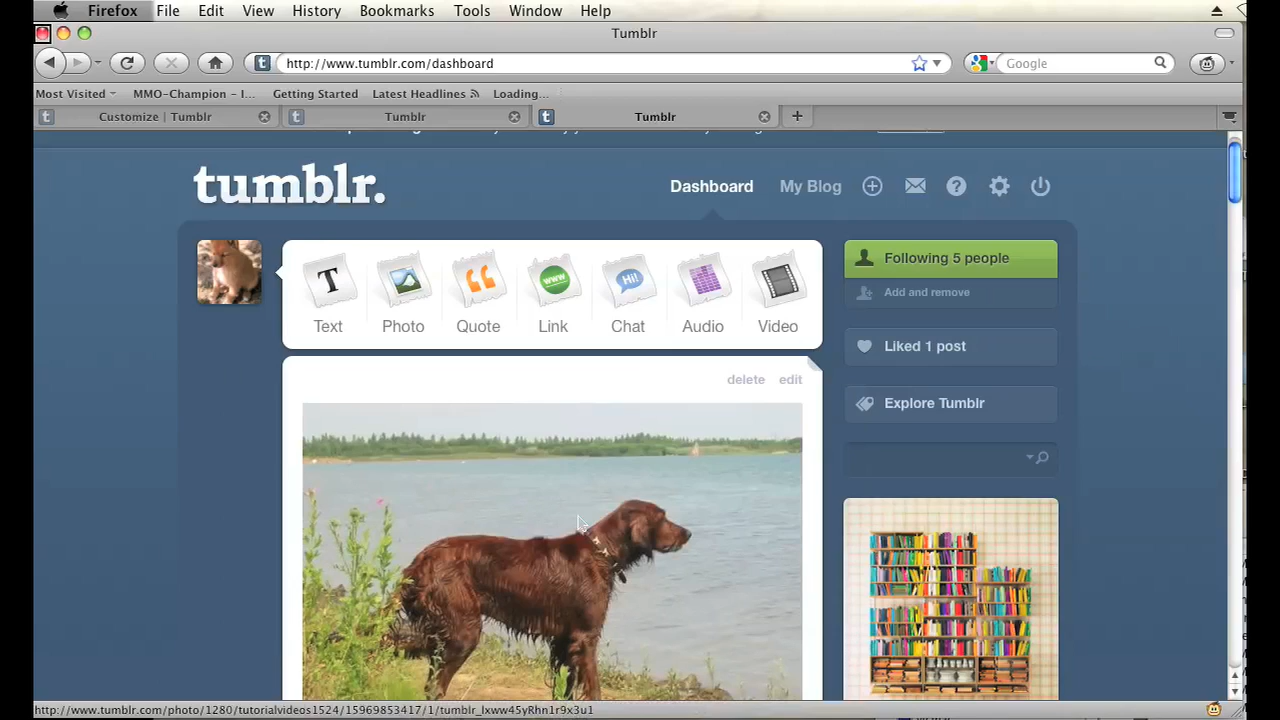 Firefox File Edit View History Bookmarks Tools Window Help
Tumblr
http://www.tumblr.com/dashboard
Google
Most Visited MMO-Champion - I... Getting Started Latest Headlines Loading...
Customize | Tumblr Tumblr Tumblr
tumblr.
Dashboard My Blog
T www Hi!
Text Photo Quote Link Chat Audio Video
Following 5 people
Add and remove
Liked 1 post
Explore Tumblr
delete edit
http://www.tumblr.com/photo/1280/tutorialvideos1524/15969853417/1/tumblr_lxww45yRhn1r9x3u1